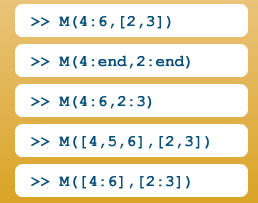 >> M(4:6,[2,3])
>> M(4:end,2:end)
>> M(4:6,2:3)
>> M([4,5,6],[2,3])
>> M([4:6],[2:3])